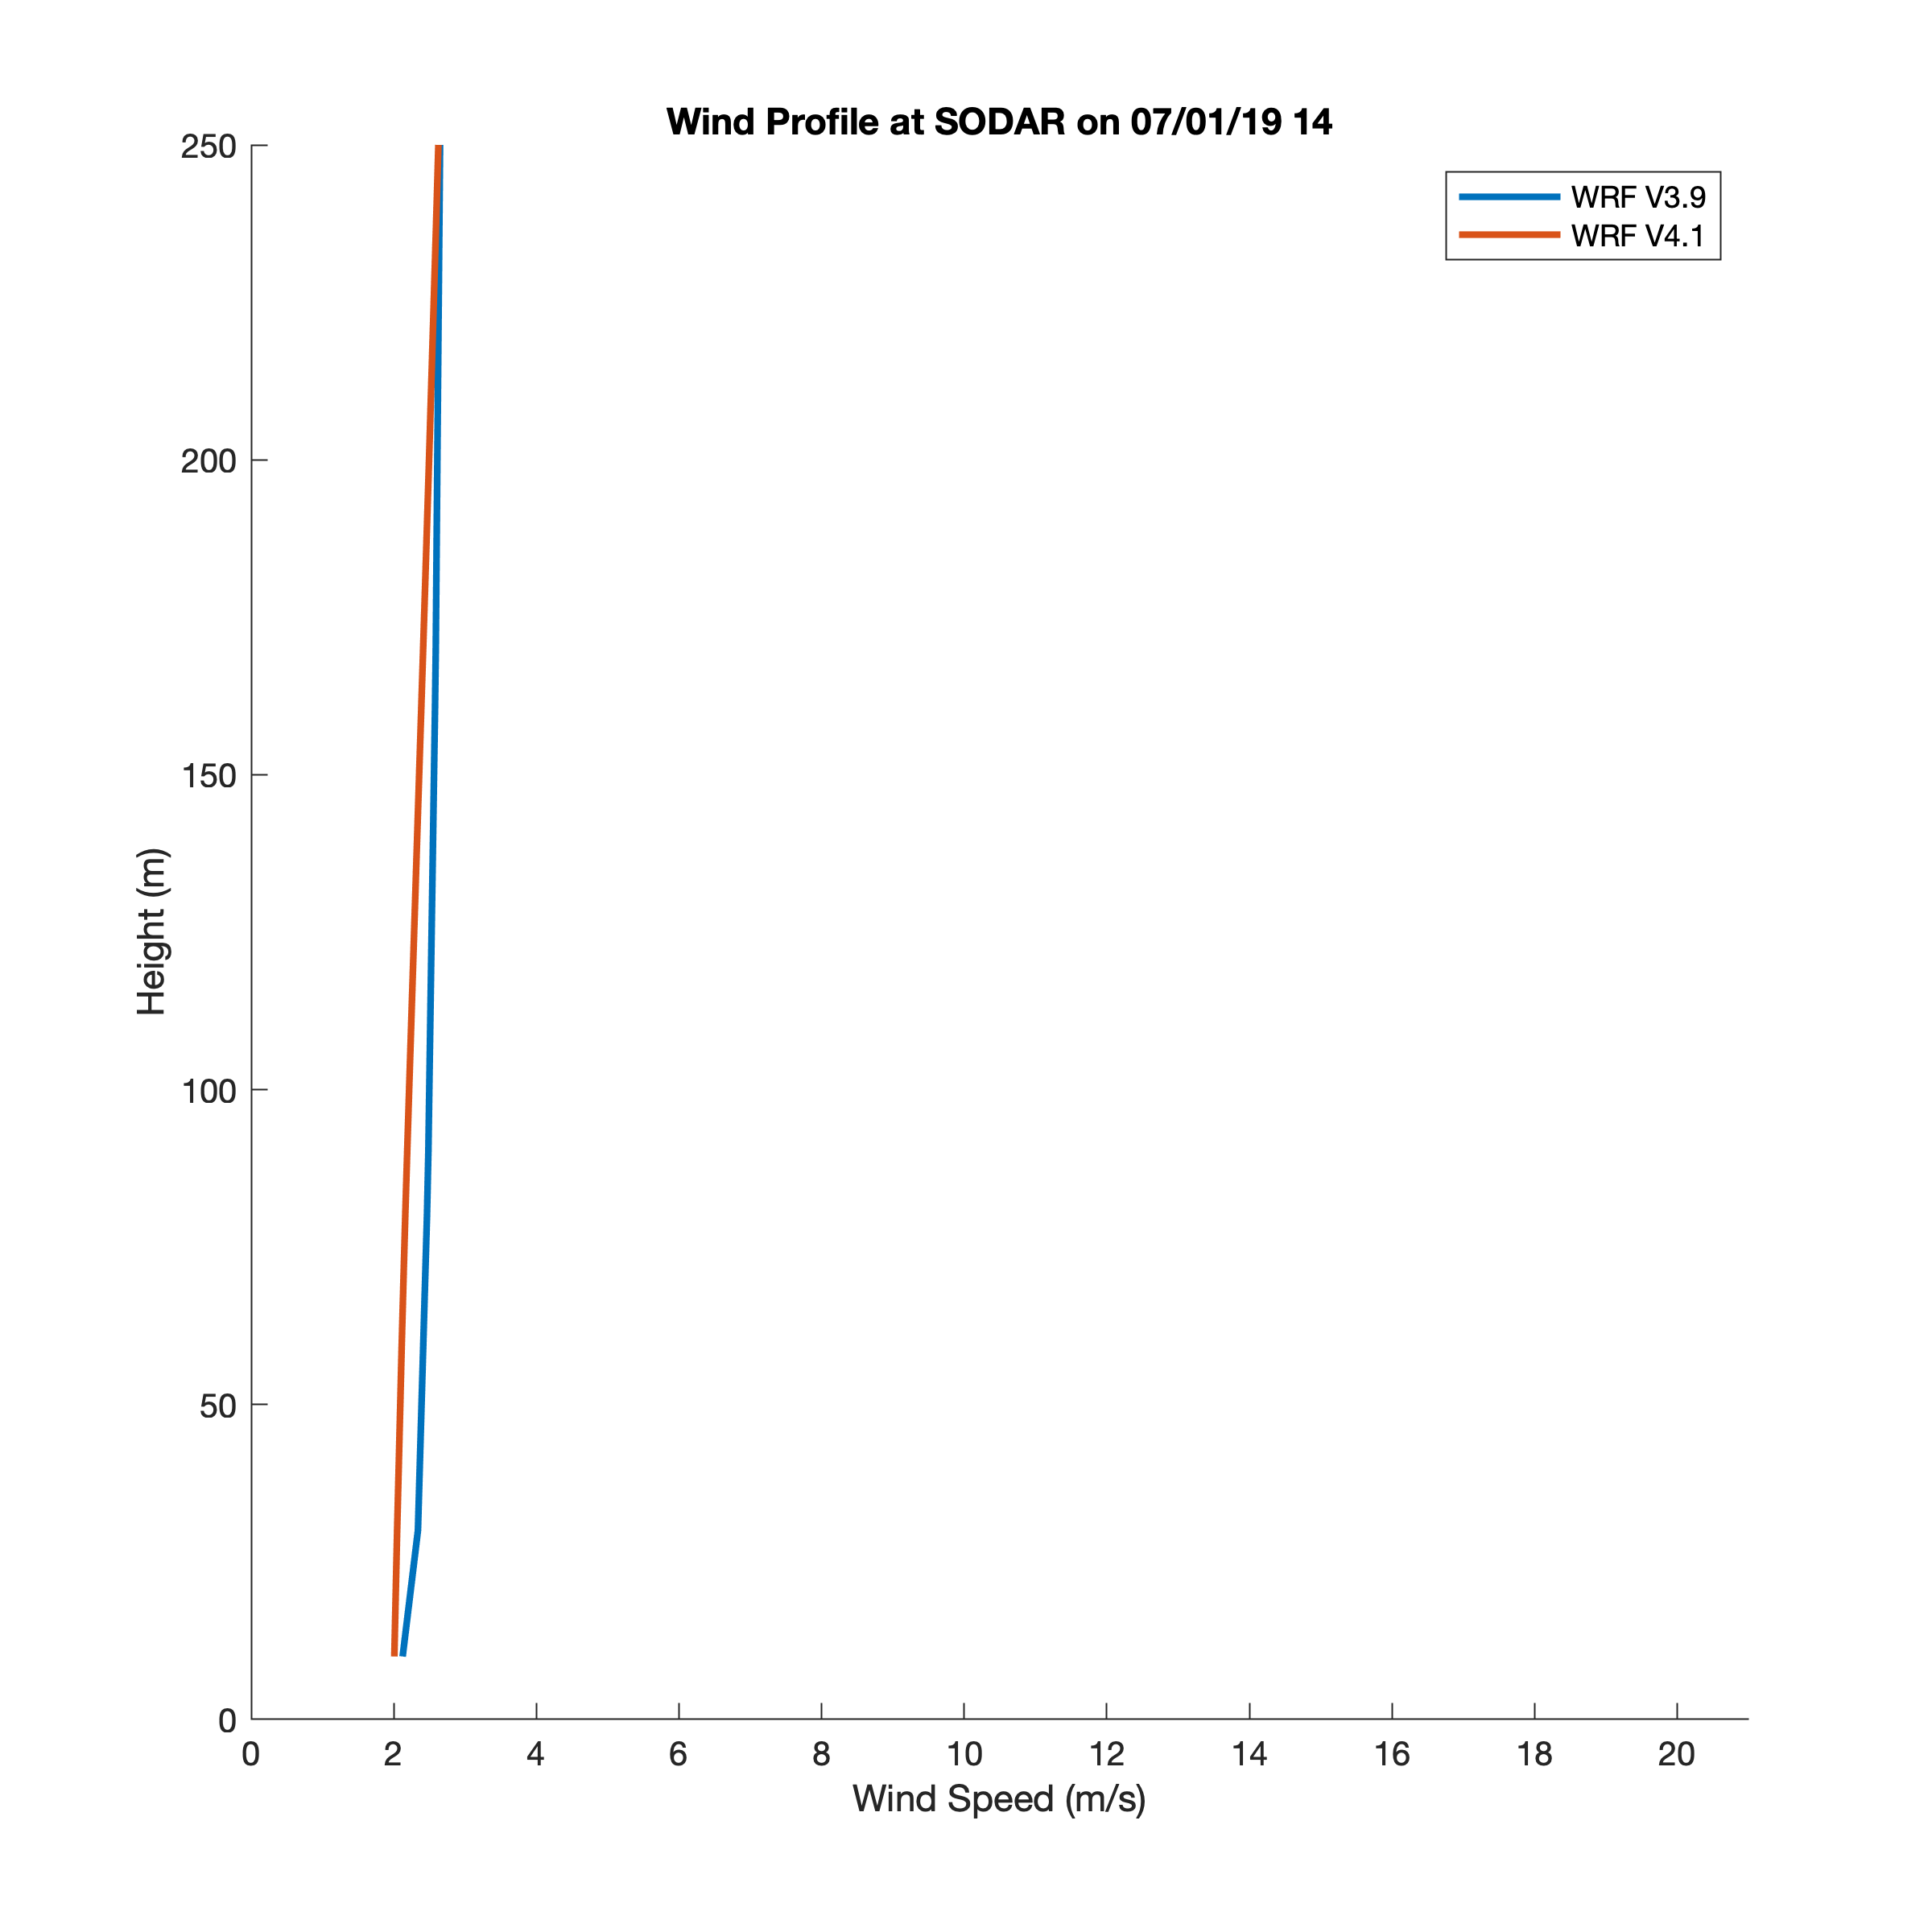 Wind Profile at SODAR on 07/01/19 14
WRF V3.9
WRF V4.1
250
200
150
100
50
0
Height (m)
0 2 4 6 8 10 12 14 16 18 20
Wind Speed (m/s)